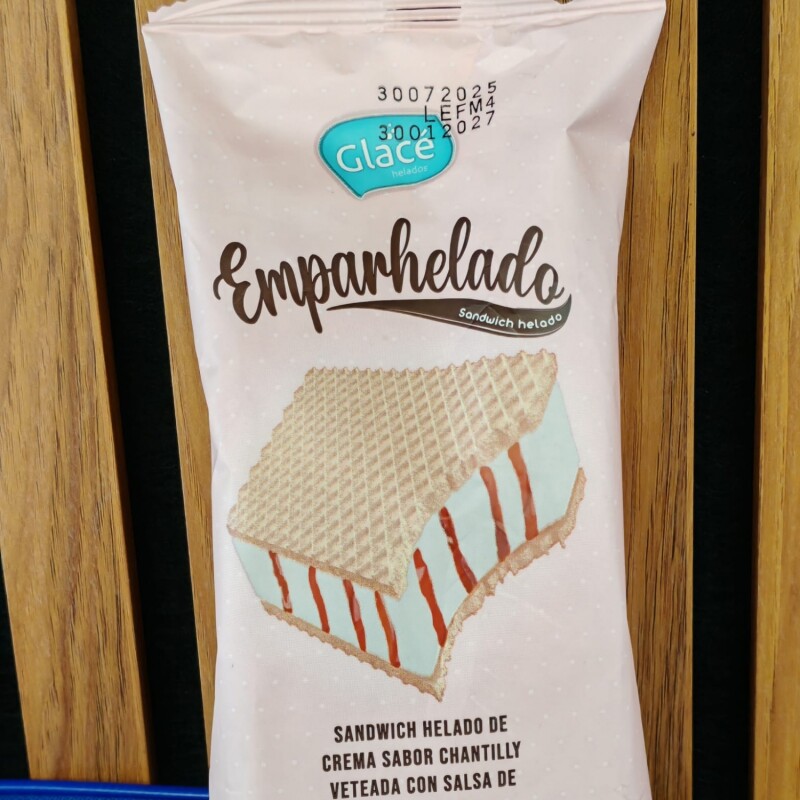 30072025
LEFM4
30012027
Glacé
helados
Emparhelado
Sandwich helado
SANDWICH HELADO DE
CREMA SABOR CHANTILLY
VETEADA CON SALSA DE